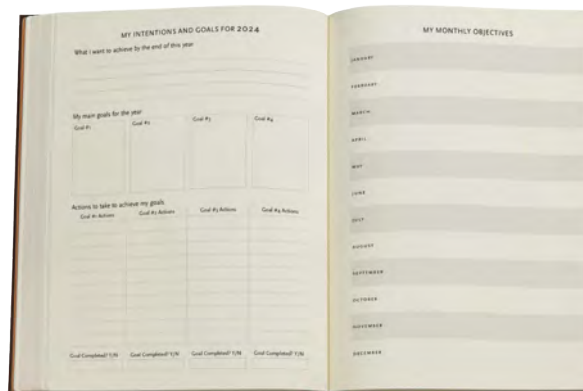 MY INTENTIONS AND GOALS FOR 2024
What I want to achieve by the end of this year
My main goals for the year
Goal #1 Goal #2 Goal #3 Goal #4
Actions to take to achieve my goals
Goal #1 Actions Goal #2 Actions Goal #3 Actions Goal #4 Actions
Goal Completed? Y/N Goal Completed? Y/N Goal Completed? Y/N Goal Completed? Y/N
MY MONTHLY OBJECTIVES
JANUARY
FEBRUARY
MARCH
APRIL
MAY
JUNE
JULY
AUGUST
SEPTEMBER
OCTOBER
NOVEMBER
DECEMBER